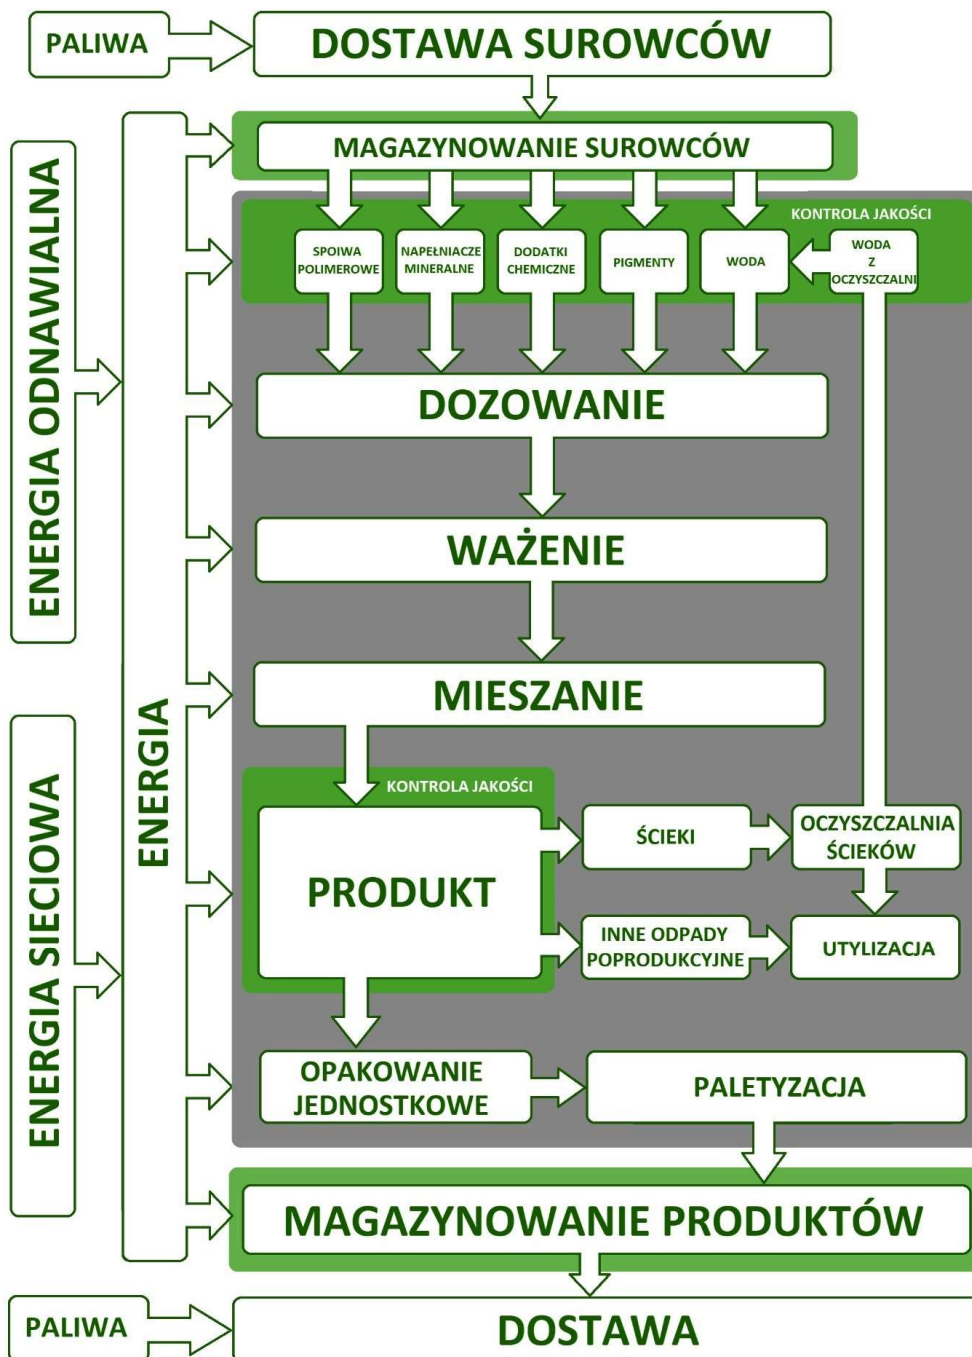 PALIWA
DOSTAWA SUROWCÓW
MAGAZYNOWANIE SUROWCÓW
KONTROLA JAKOŚCI
SPOIWA
POLIMEROWE
NAPEŁNIACZE
MINERALNE
DODATKI
CHEMICZNE
PIGMENTY
WODA
WODA
Z
OCZYSZCZALNI
ENERGIA ODNAWIALNA
ENERGIA
ENERGIA SIECIOWA
DOZOWANIE
WAŻENIE
MIESZANIE
KONTROLA JAKOŚCI
PRODUKT
ŚCIEKI
OCZYSZCZALNIA
ŚCIEKÓW
INNE ODPADY
POPRODUKCYJNE
UTYLIZACJA
OPAKOWANIE
JEDNOSTKOWE
PALETYZACJA
MAGAZYNOWANIE PRODUKTÓW
PALIWA
DOSTAWA